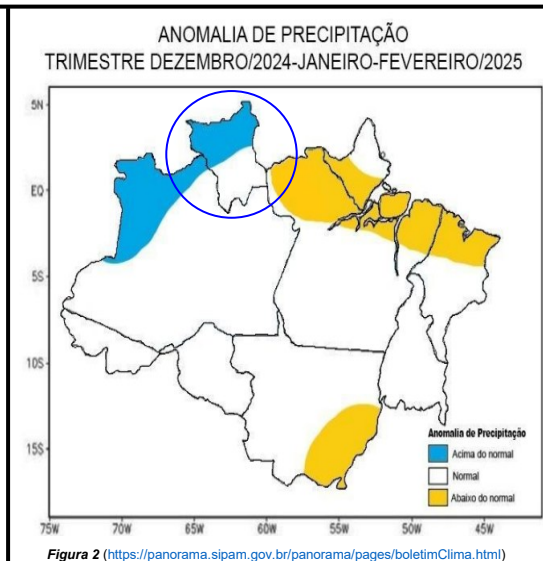 ANOMALIA DE PRECIPITAÇÃO
TRIMESTRE DEZEMBRO/2024-JANEIRO-FEVEREIRO/2025
5N
EQ
5S
10S
15S
75W 70W 65W 60W 55W 50W 45W
Anomalia de Precipitação
Acima do normal
Normal
Abaixo do normal
Figura 2 (https://panorama.sipam.gov.br/panorama/pages/boletimClima.html)